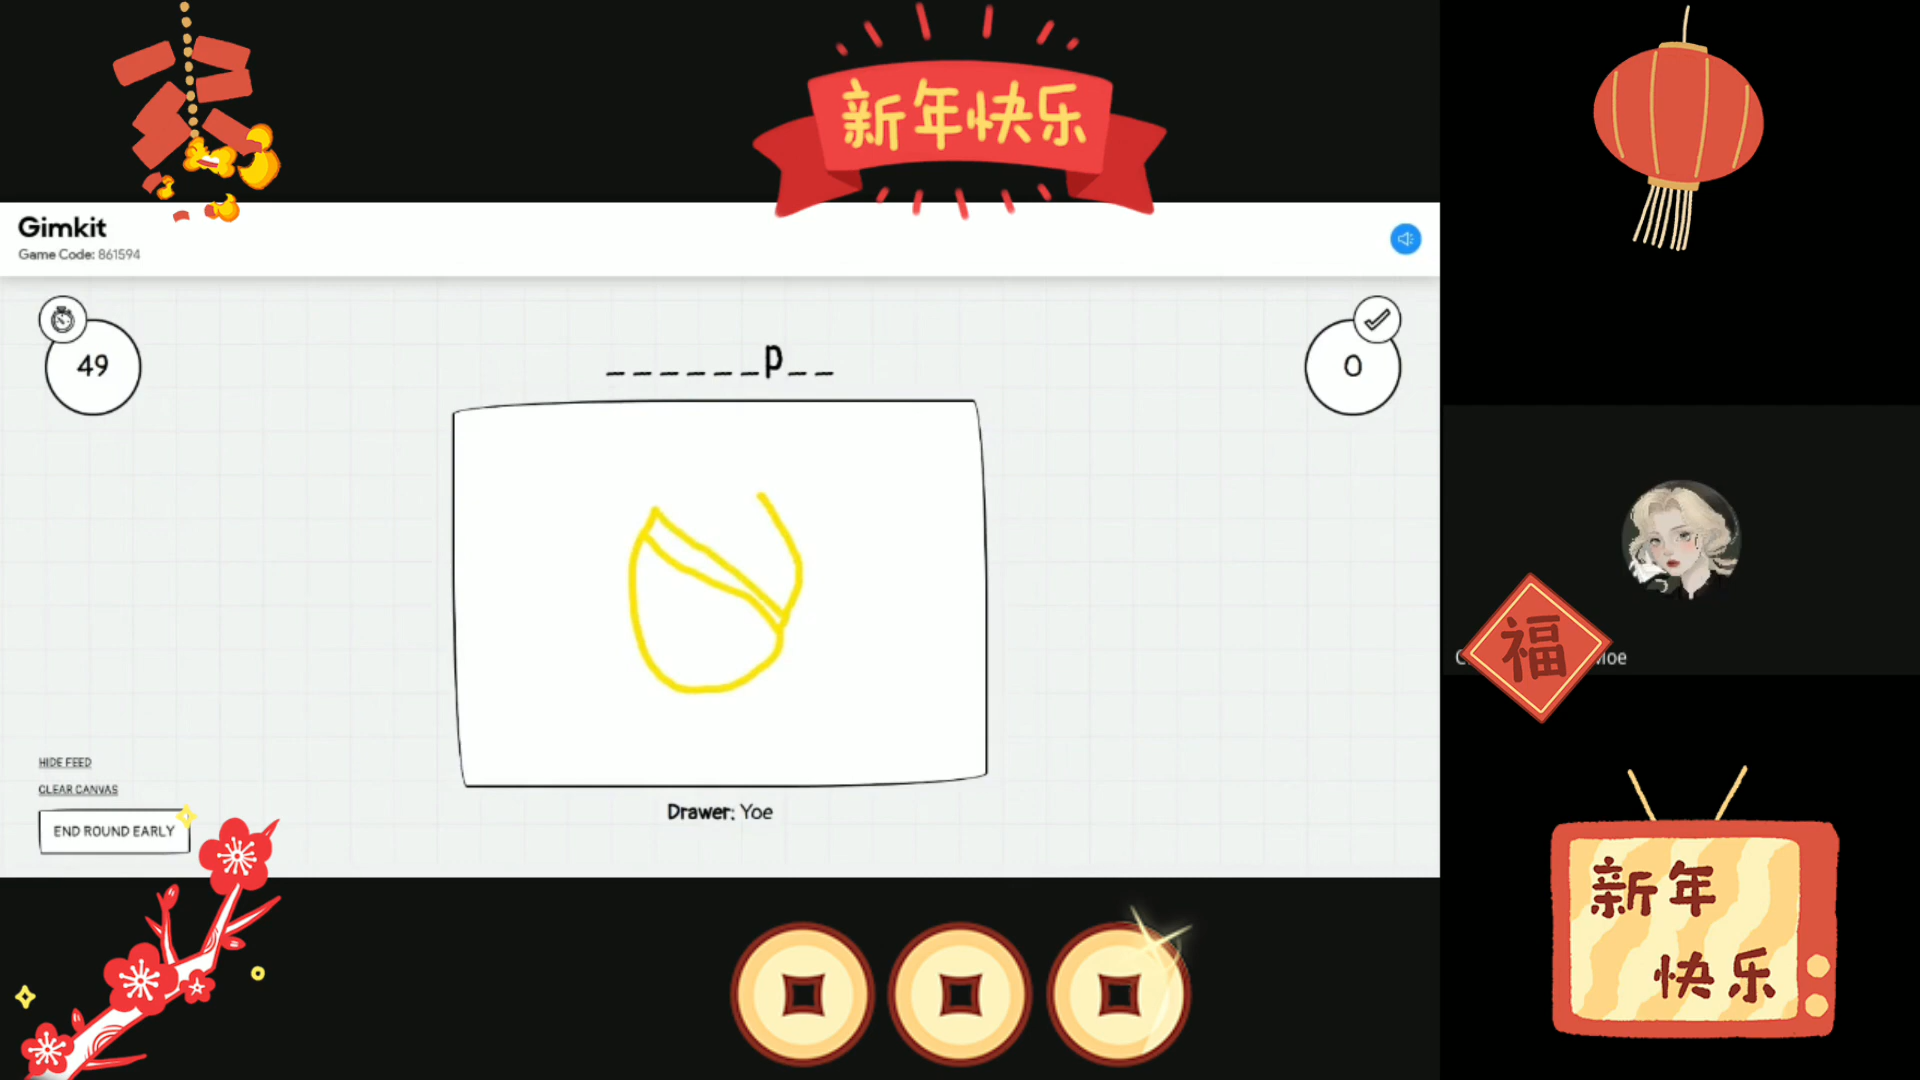 新年快乐
Gimkit
Game Code: 861594
49
_ _ _ _ _ _ p _ _
0
HIDE FEED
CLEAR CANVAS
END ROUND EARLY
Drawer: Yoe
福
新年
快乐